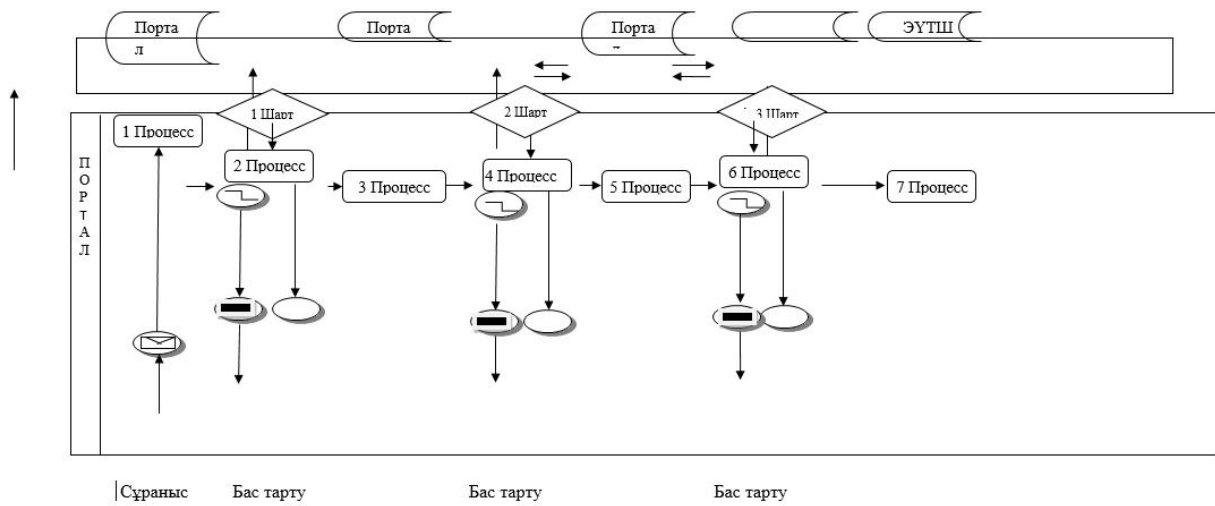 Порта
л
Порта
Порта
ЭҮТШ
1 Шарт
2 Шарт
3 Шарт
1 Процесс
2 Процесс
3 Процесс
4 Процесс
5 Процесс
6 Процесс
7 Процесс
П
О
Р
Т
А
Л
Сұраныс
Бас тарту
Бас тарту
Бас тарту